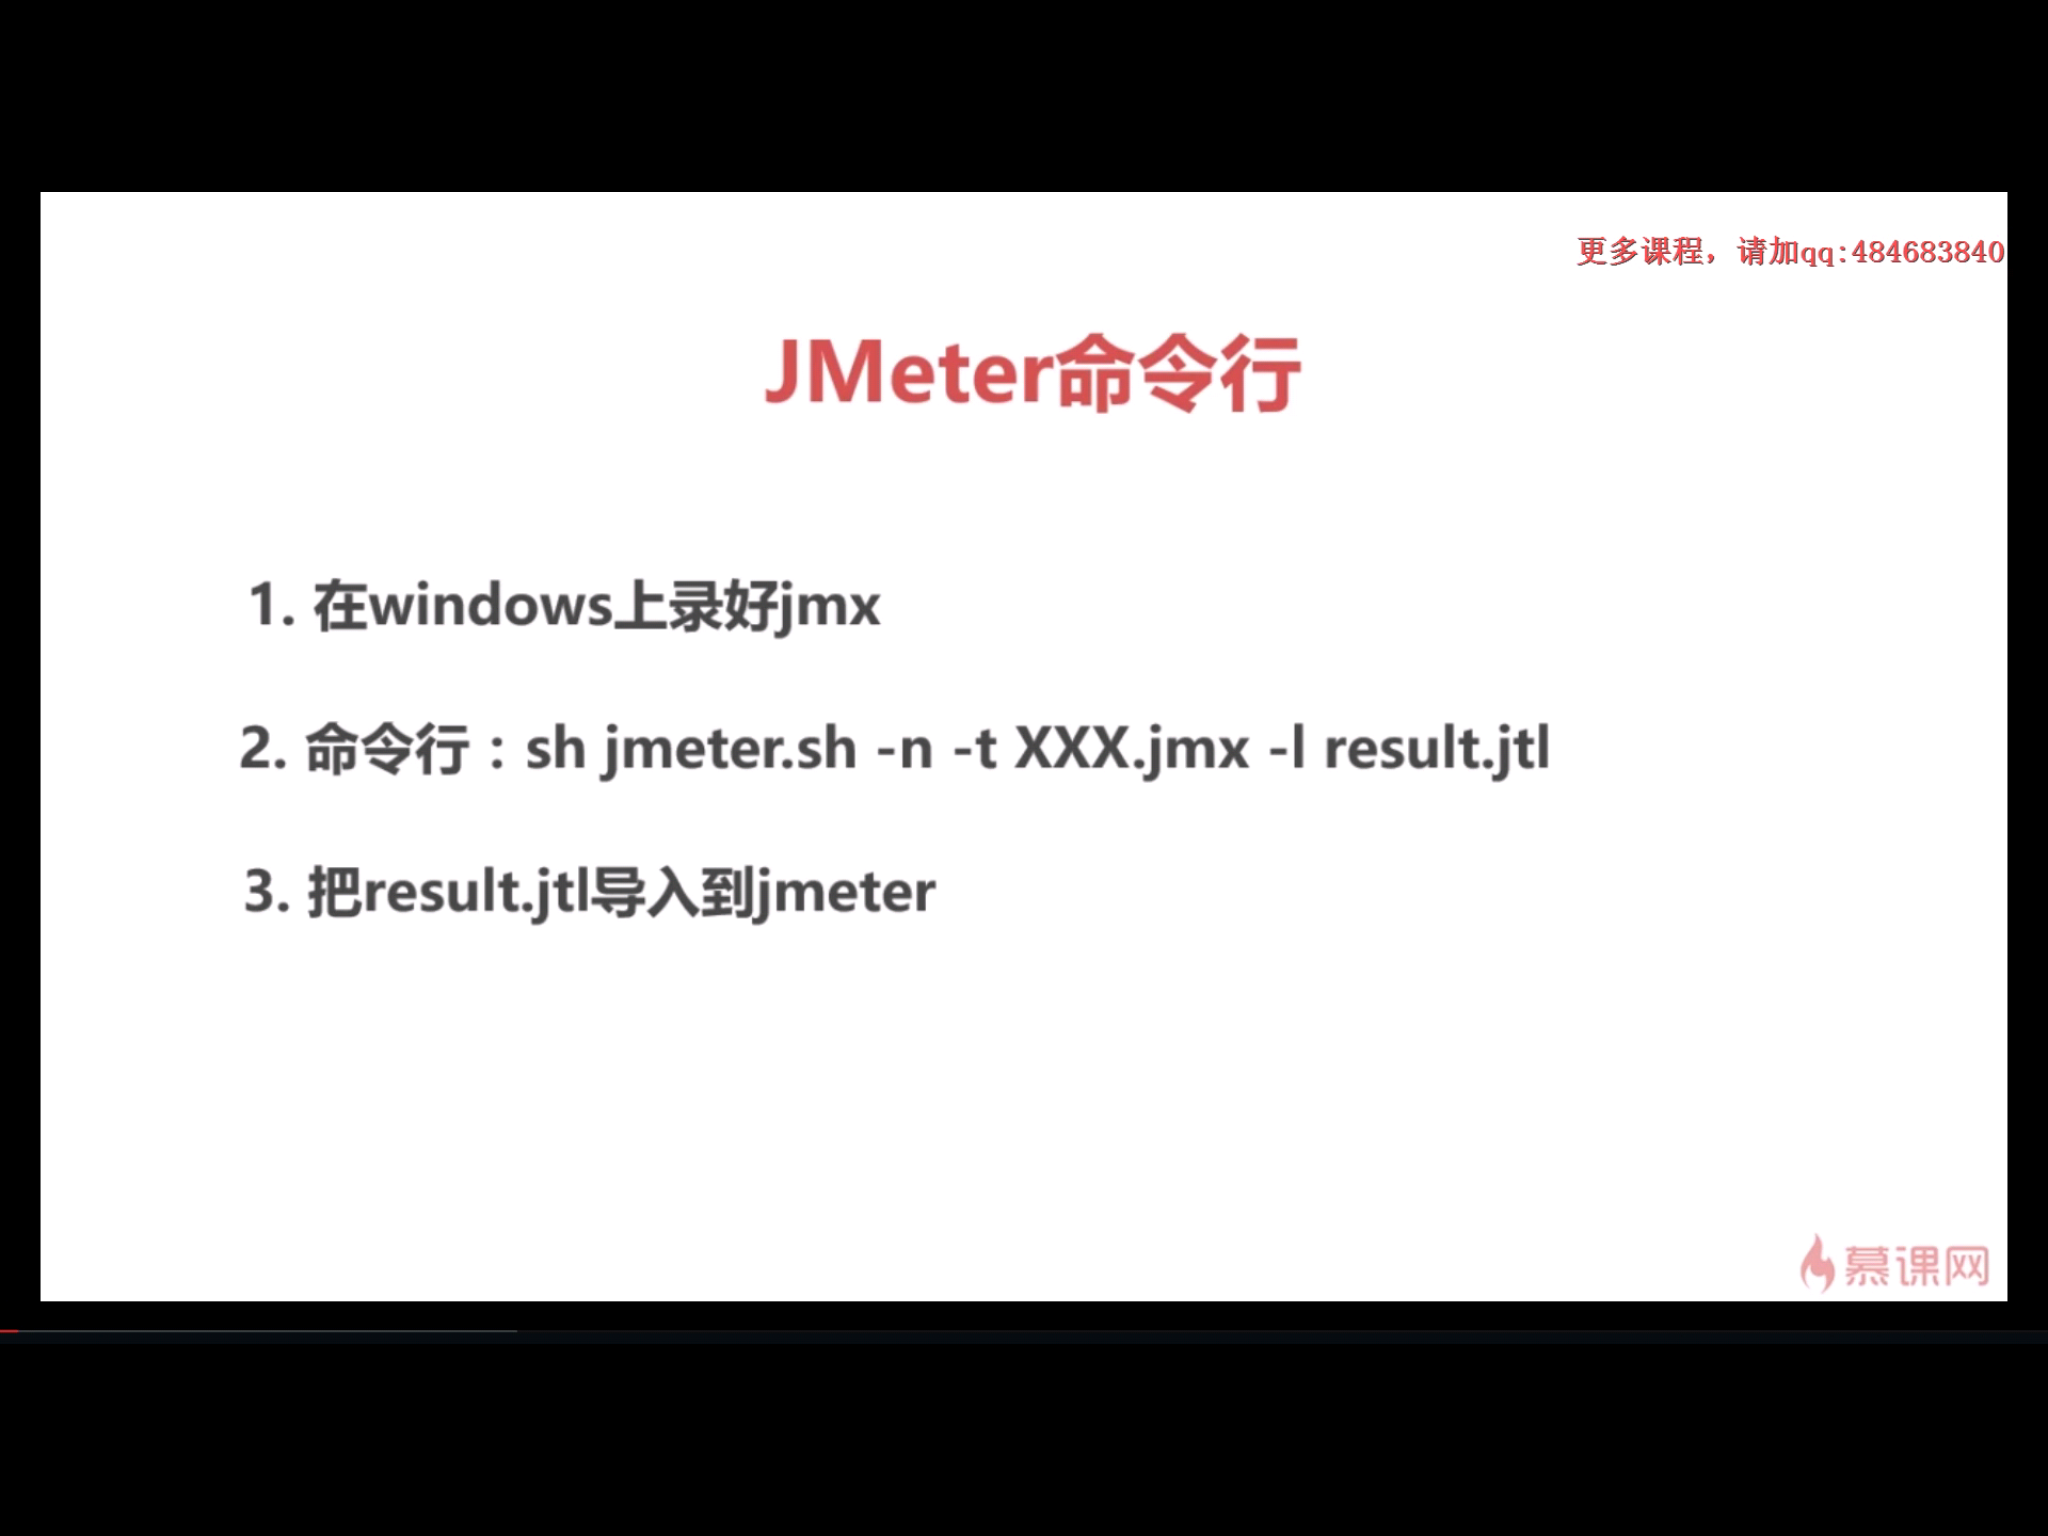 更多课程，请加qq:484683840
JMeter命令行
1. 在windows上录好jmx
2. 命令行：sh jmeter.sh -n -t XXX.jmx -l result.jtl
3. 把result.jtl导入到jmeter
慕课网